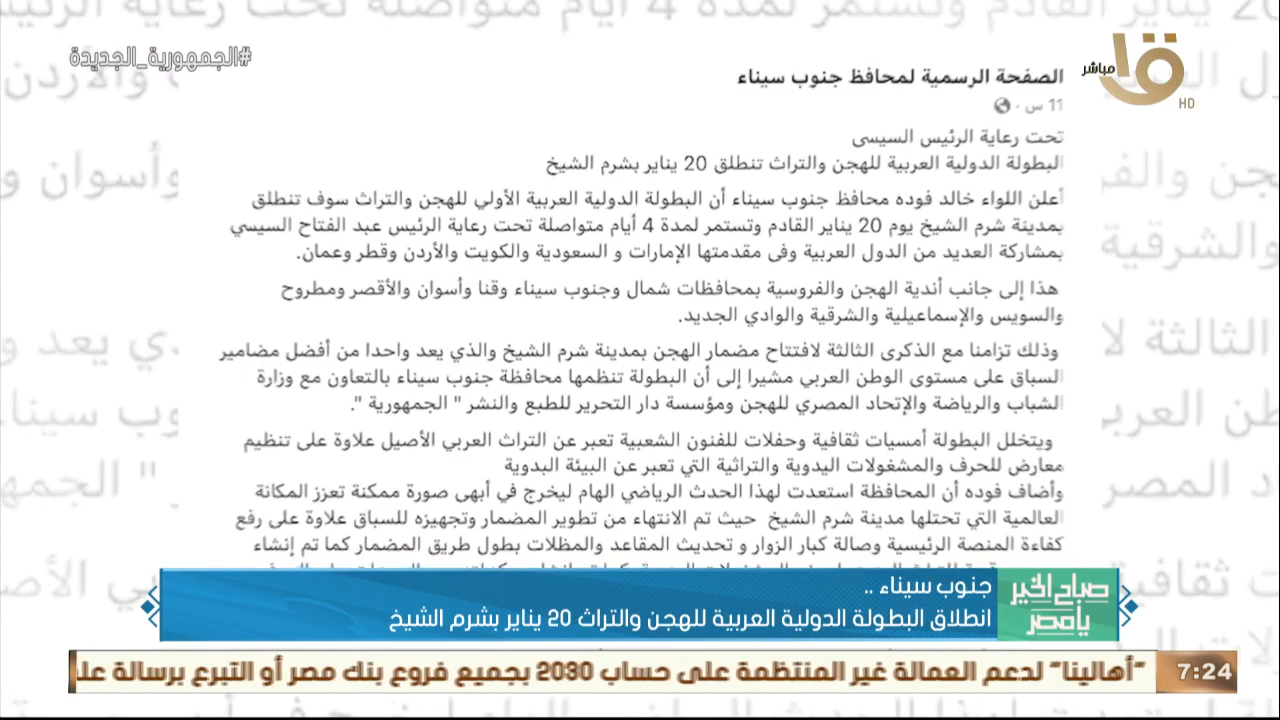 #الجمهورية_الجديدة
مباشر
HD
الصفحة الرسمية لمحافظ جنوب سيناء
11 س ·
تحت رعاية الرئيس السيسى
البطولة الدولية العربية للهجن والتراث تنطلق 20 يناير بشرم الشيخ
أعلن اللواء خالد فوده محافظ جنوب سيناء أن البطولة الدولية العربية الأولي للهجن والتراث سوف تنطلق
بمدينة شرم الشيخ يوم 20 يناير القادم وتستمر لمدة 4 أيام متواصلة تحت رعاية الرئيس عبد الفتاح السيسي
بمشاركة العديد من الدول العربية وفى مقدمتها الإمارات و السعودية والكويت والأردن وقطر وعمان.
هذا إلى جانب أندية الهجن والفروسية بمحافظات شمال وجنوب سيناء وقنا وأسوان والأقصر ومطروح
والسويس والإسماعيلية والشرقية والوادي الجديد.
وذلك تزامنا مع الذكرى الثالثة لافتتاح مضمار الهجن بمدينة شرم الشيخ والذي يعد واحدا من أفضل مضامير
السباق على مستوى الوطن العربي مشيرا إلى أن البطولة تنظمها محافظة جنوب سيناء بالتعاون مع وزارة
الشباب والرياضة والإتحاد المصري للهجن ومؤسسة دار التحرير للطبع والنشر " الجمهورية ".
ويتخلل البطولة أمسيات ثقافية وحفلات للفنون الشعبية تعبر عن التراث العربي الأصيل علاوة على تنظيم
معارض للحرف والمشغولات اليدوية والتراثية التي تعبر عن البيئة البدوية
وأضاف فوده أن المحافظة استعدت لهذا الحدث الرياضي الهام ليخرج في أبهى صورة ممكنة تعزز المكانة
العالمية التي تحتلها مدينة شرم الشيخ حيث تم الانتهاء من تطوير المضمار وتجهيزه للسباق علاوة على رفع
كفاءة المنصة الرئيسية وصالة كبار الزوار و تحديث المقاعد والمظلات بطول طريق المضمار كما تم إنشاء
صباح الخير يا مصر
جنوب سيناء ..
انطلاق البطولة الدولية العربية للهجن والتراث 20 يناير بشرم الشيخ
7:24
"أهالينا" لدعم العمالة غير المنتظمة على حساب 2030 بجميع فروع بنك مصر أو التبرع برسالة علـ